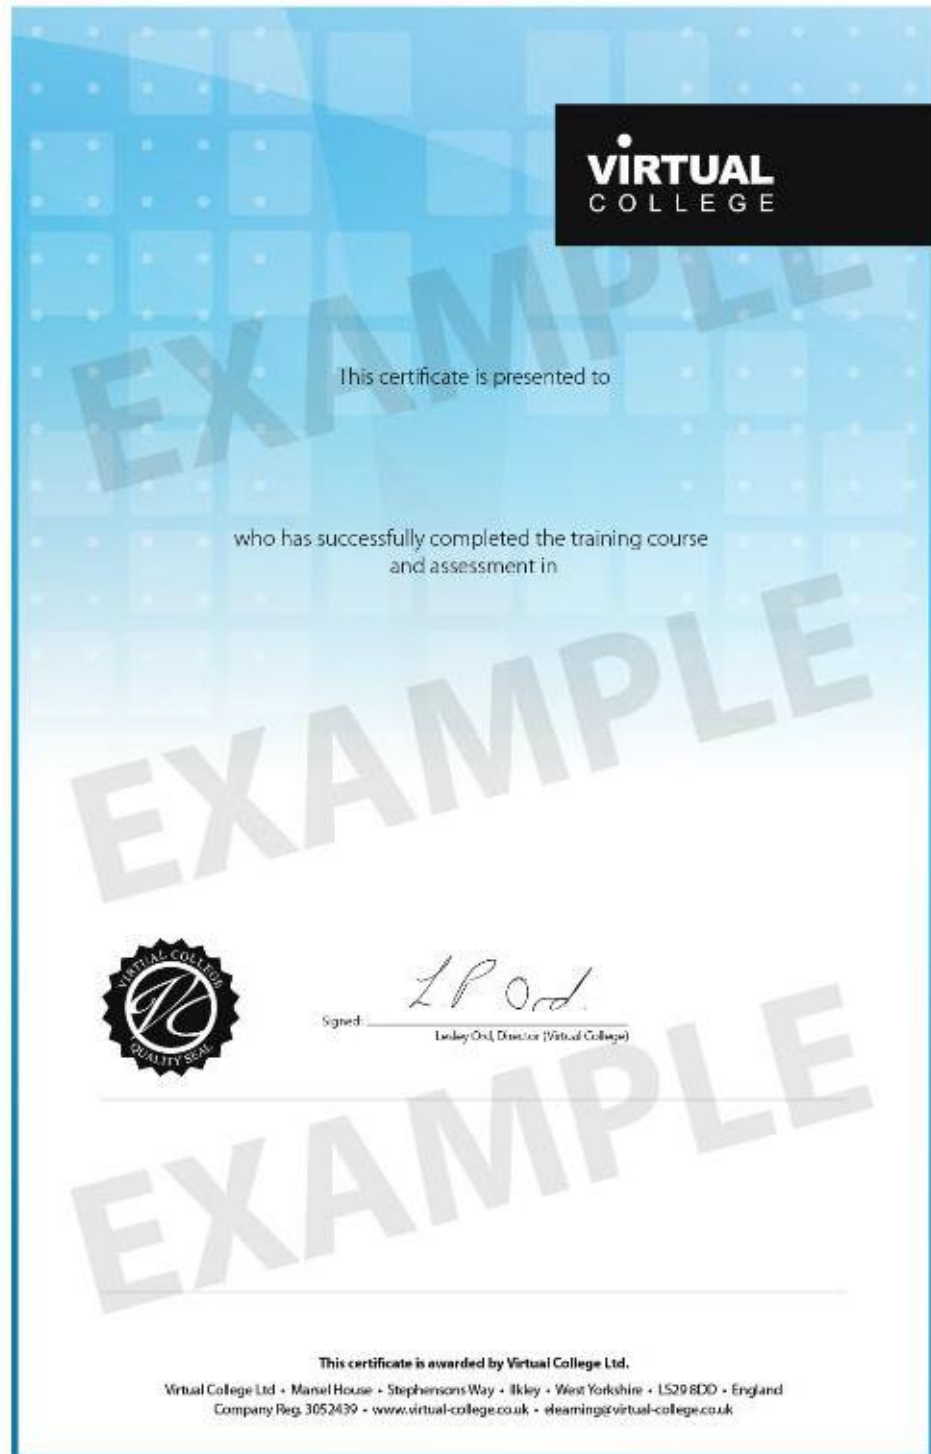 VIRTUAL
COLLEGE
EXAMPLE
This certificate is presented to
who has successfully completed the training course
and assessment in
EXAMPLE
VIRTUAL COLLEGE
VC
QUALITY SEAL
L P Ord
Signed:
Lesley Ord, Director (Virtual College)
EXAMPLE
This certificate is awarded by Virtual College Ltd.
Virtual College Ltd • Marsel House • Stephensons Way • Ilkley • West Yorkshire • LS29 8DD • England
Company Reg. 3052439 • www.virtual-college.co.uk • elearning@virtual-college.co.uk